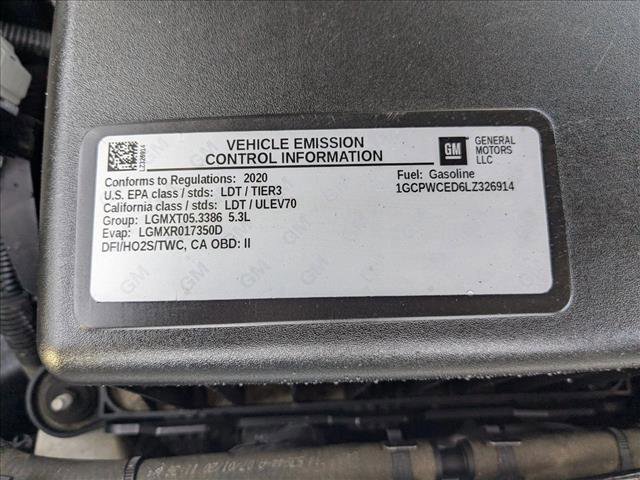 VEHICLE EMISSION
CONTROL INFORMATION
GM
GENERAL
MOTORS
LLC
LZ326914
Conforms to Regulations: 2020
U.S. EPA class / stds: LDT / TIER3
California class / stds: LDT / ULEV70
Group: LGMXT05.3386 5.3L
Evap: LGMXR017350D
DFI/HO2S/TWC, CA OBD: II
Fuel: Gasoline
1GCPWCED6LZ326914